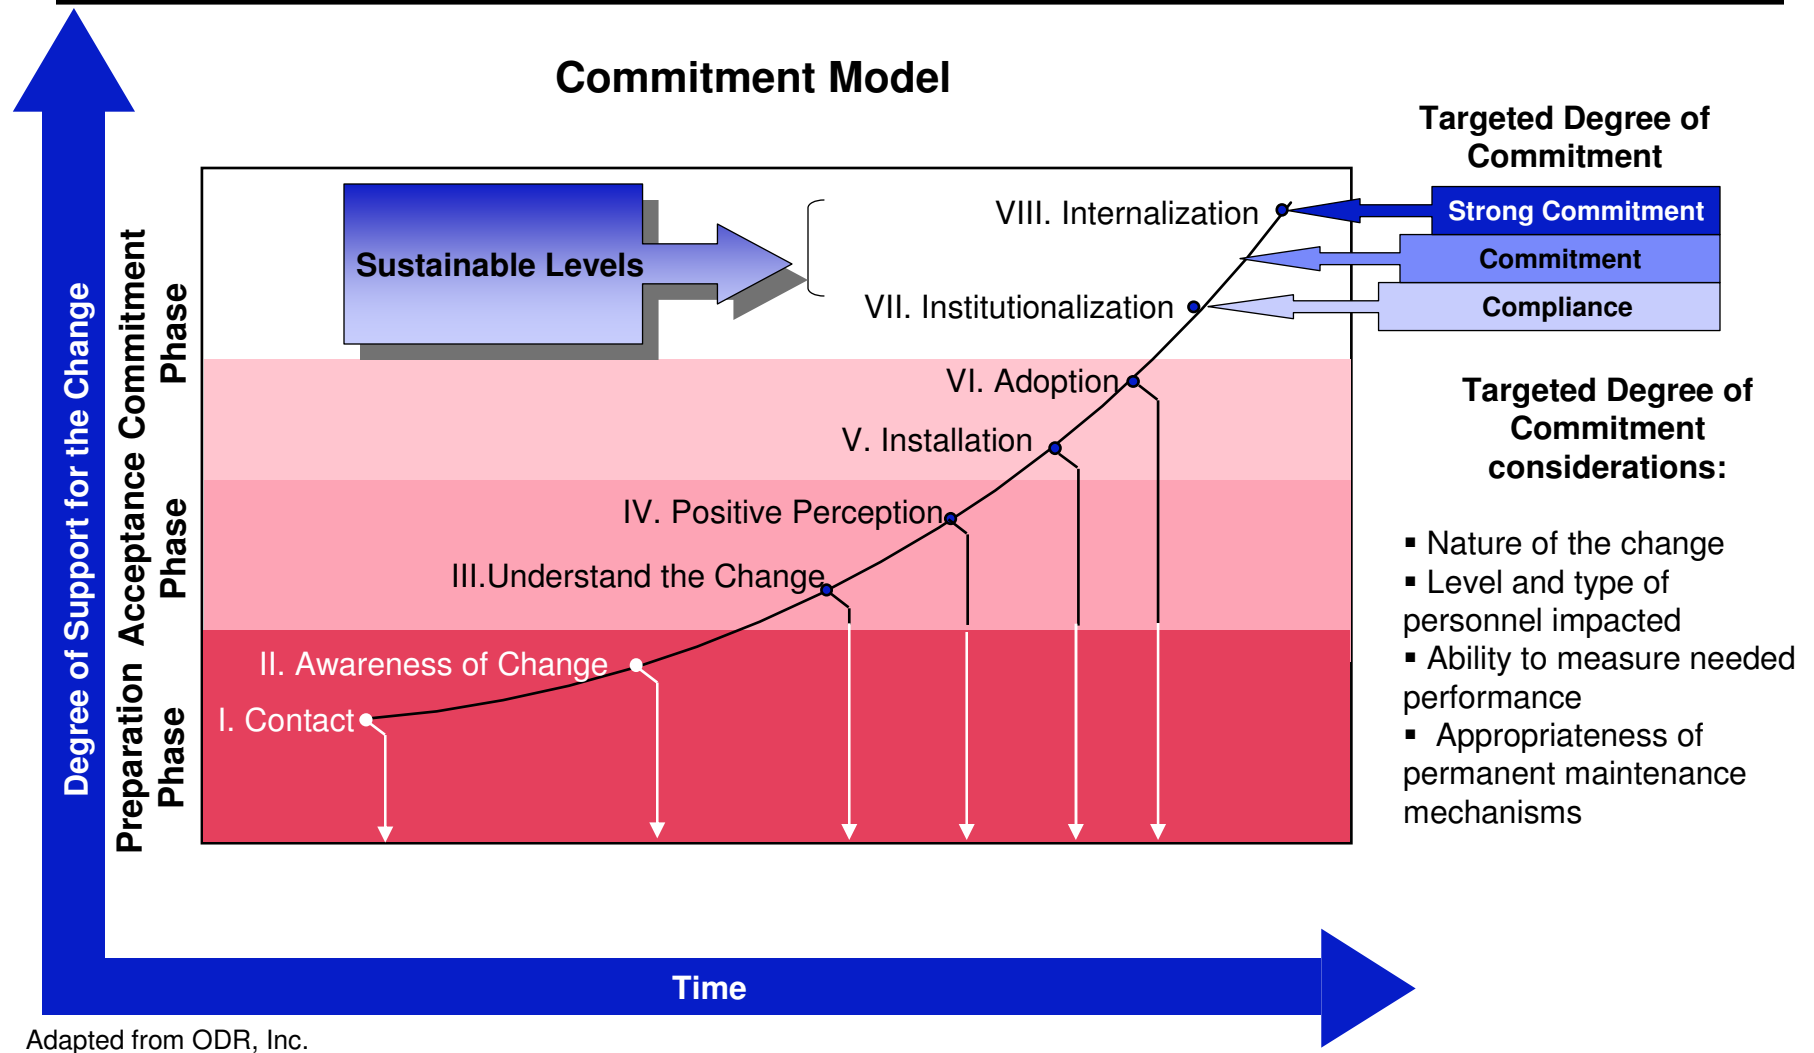 Commitment Model
Targeted Degree of
Commitment
Strong Commitment
Commitment
Compliance
Sustainable Levels
VIII. Internalization
VII. Institutionalization
VI. Adoption
V. Installation
IV. Positive Perception
III.Understand the Change
II. Awareness of Change
I. Contact
Degree of Support for the Change
Preparation Acceptance Commitment
Phase Phase Phase
Targeted Degree of
Commitment
considerations:
▪ Nature of the change
▪ Level and type of
personnel impacted
▪ Ability to measure needed
performance
▪ Appropriateness of
permanent maintenance
mechanisms
Time
Adapted from ODR, Inc.